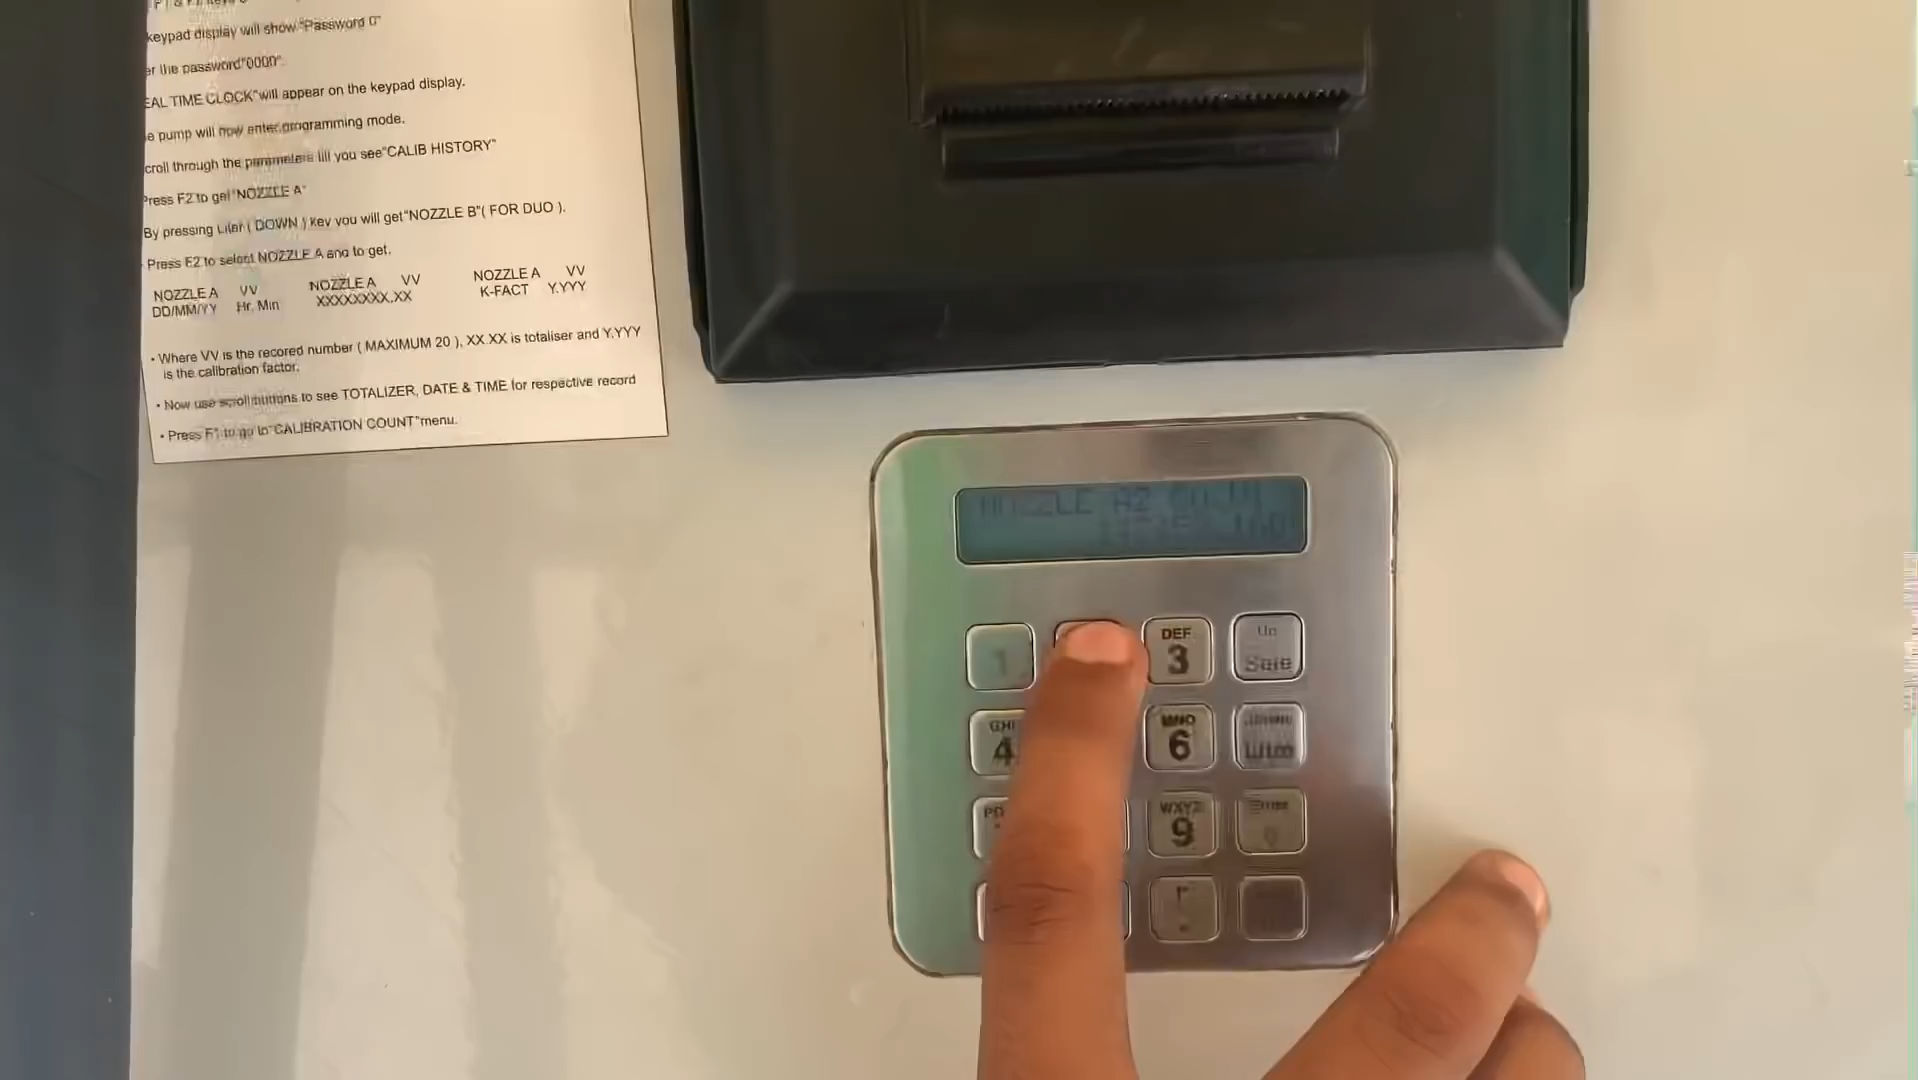 keypad display will show "Password 0"
er the password"0000".
EAL TIME CLOCK"will appear on the keypad display.
e pump will now enter programming mode.
croll through the parameters till you see"CALIB HISTORY"
Press F2 to get"NOZZLE A"
By pressing Liter ( DOWN ) key you will get"NOZZLE B"( FOR DUO ).
Press F2 to select NOZZLE A and to get.
NOZZLE A VV NOZZLE A VV NOZZLE A VV
DD/MM/YY Hr. Min XXXXXXXX.XX K-FACT Y.YYY
• Where VV is the recored number ( MAXIMUM 20 ), XX.XX is totaliser and Y.YYY
is the calibration factor.
• Now use scroll buttons to see TOTALIZER, DATE & TIME for respective record
• Press F1 to go to"CALIBRATION COUNT"menu.
NOZZLE A2
1 DEF 3 Up Sale
GHI 4 MNO 6
WXYZ 9 Enter